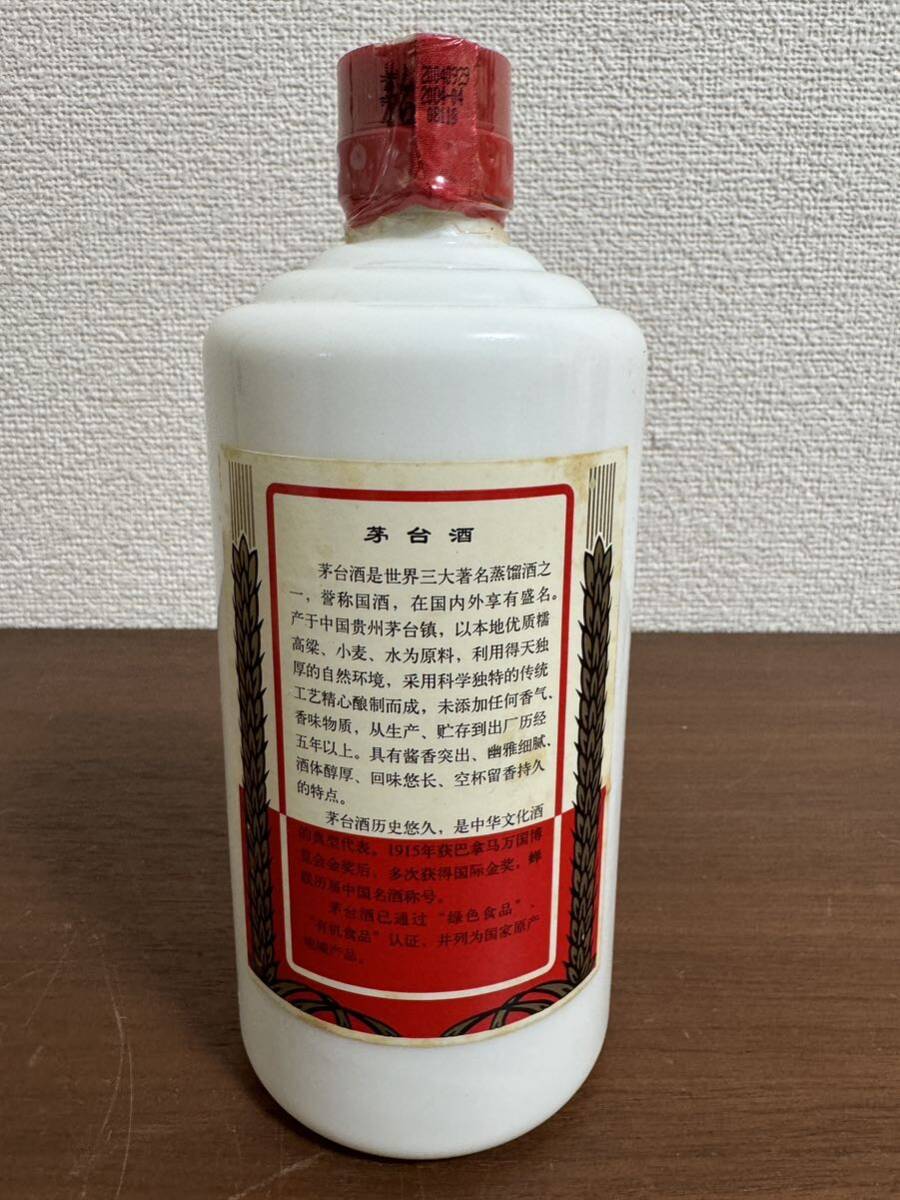 20040929
2004-04
08119
茅台酒
茅台酒是世界三大著名蒸馏酒之
一，誉称国酒，在国内外享有盛名。
产于中国贵州茅台镇，以本地优质糯
高粱、小麦、水为原料，利用得天独
厚的自然环境，采用科学独特的传统
工艺精心酿制而成，未添加任何香气、
香味物质，从生产、贮存到出厂历经
五年以上。具有酱香突出、幽雅细腻、
酒体醇厚、回味悠长、空杯留香持久
的特点。
茅台酒历史悠久，是中华文化酒
的典型代表。1915年获巴拿马万国博
览会金奖后，多次获得国际金奖，蝉
联历届中国名酒称号。
茅台酒已通过“绿色食品”、
“有机食品”认证，并列为国家原产
地域产品。